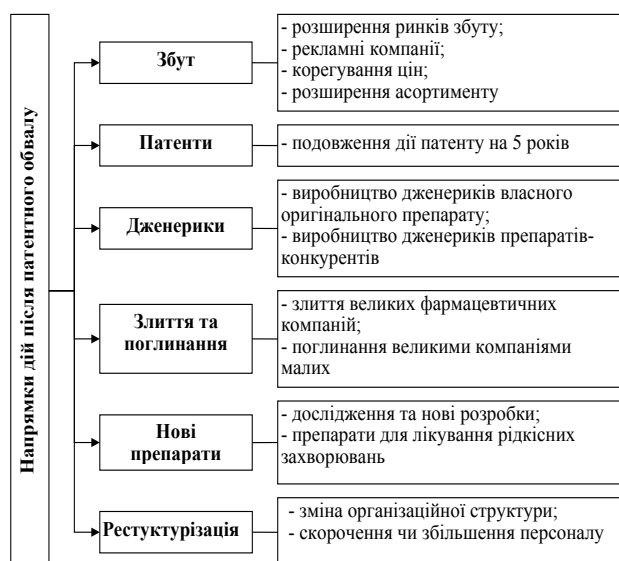 Напрямки дій після патентного обвалу
Збут
- розширення ринків збуту;
- рекламні компанії;
- корегування цін;
- розширення асортименту
Патенти
- подовження дії патенту на 5 років
Дженерики
- виробництво дженериків власного
оригінального препарату;
- виробництво дженериків препаратів-
конкурентів
Злиття та
поглинання
- злиття великих фармацевтичних
компаній;
- поглинання великими компаніями
малих
Нові
препарати
- дослідження та нові розробки;
- препарати для лікування рідкісних
захворювань
Рестуктурізація
- зміна організаційної структури;
- скорочення чи збільшення персоналу